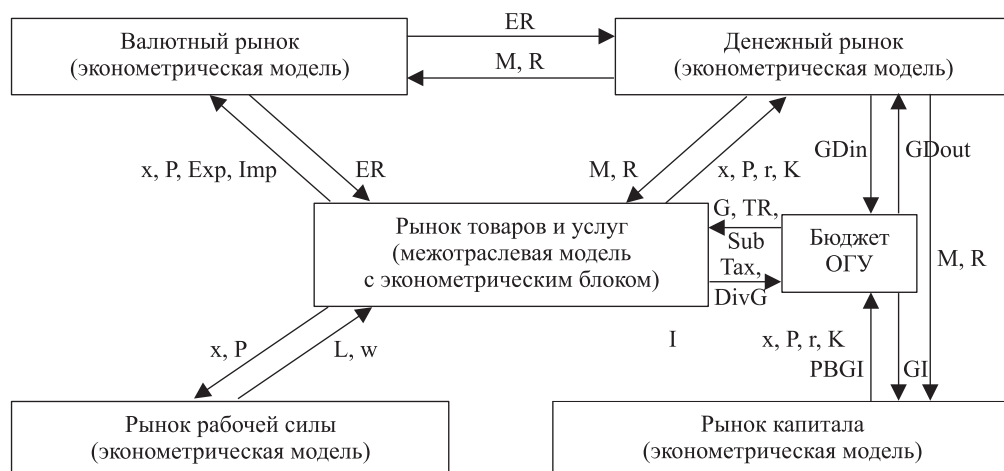 Валютный рынок
(эконометрическая модель)
ER
M, R
Денежный рынок
(эконометрическая модель)
x, P, Exp, Imp
ER
M, R
x, P, r, K
GDin
GDout
Рынок товаров и услуг
(межотраслевая модель
с эконометрическим блоком)
G, TR,
Sub
Tax,
DivG
Бюджет
ОГУ
M, R
x, P
L, w
I
x, P, r, K
PBGI
GI
Рынок рабочей силы
(эконометрическая модель)
Рынок капитала
(эконометрическая модель)